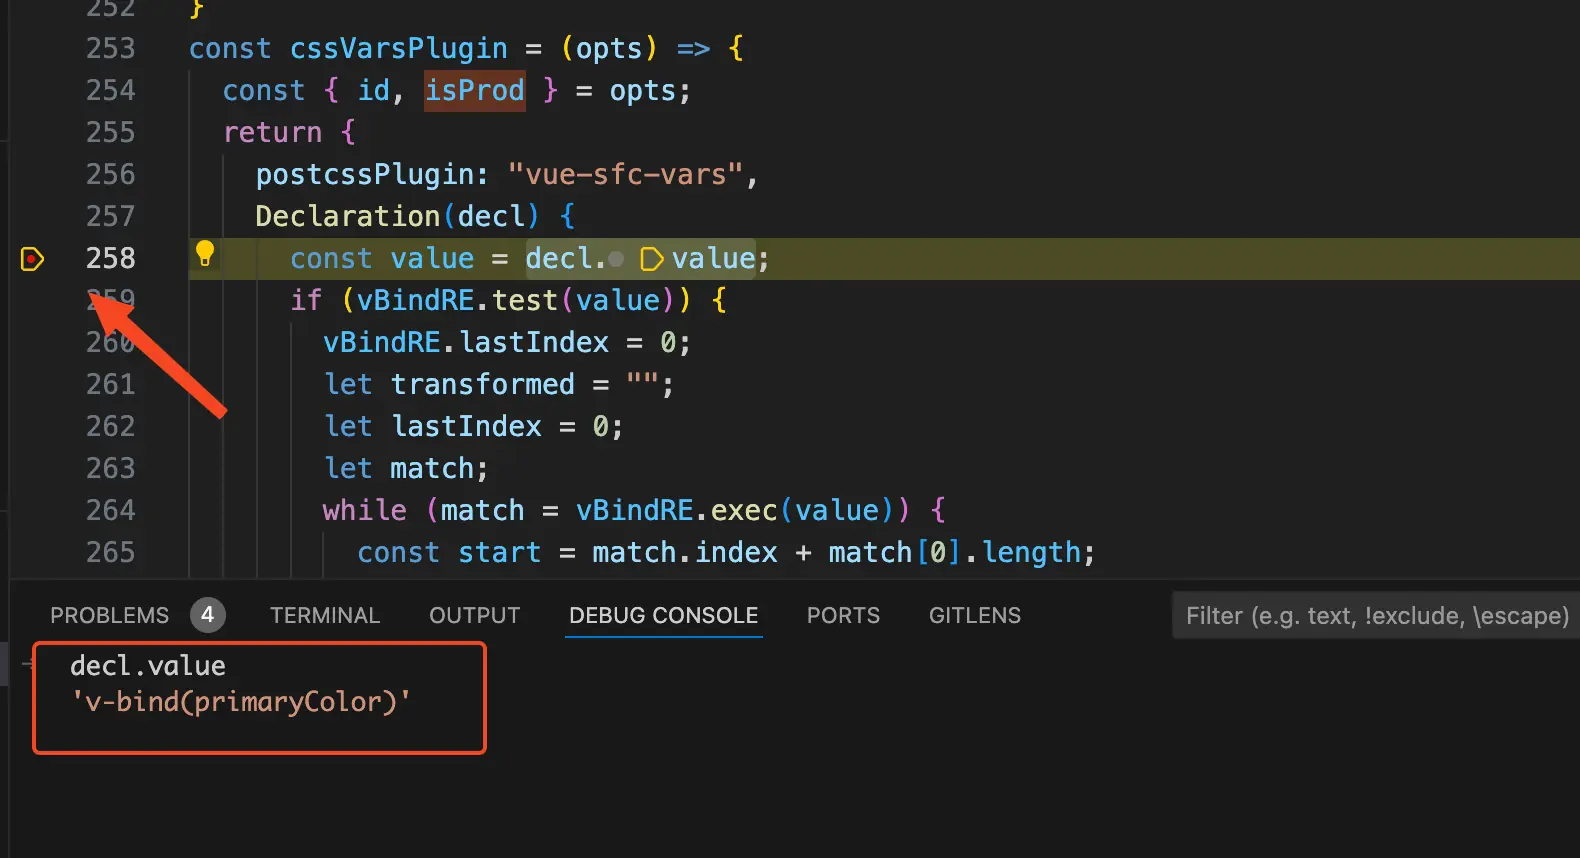 252 }
253 const cssVarsPlugin = (opts) => {
254 const { id, isProd } = opts;
255 return {
256 postcssPlugin: "vue-sfc-vars",
257 Declaration(decl) {
258 const value = decl.value;
259 if (vBindRE.test(value)) {
260 vBindRE.lastIndex = 0;
261 let transformed = "";
262 let lastIndex = 0;
263 let match;
264 while (match = vBindRE.exec(value)) {
265 const start = match.index + match[0].length;
PROBLEMS 4 TERMINAL OUTPUT DEBUG CONSOLE PORTS GITLENS Filter (e.g. text, !exclude, \escape)
decl.value
'v-bind(primaryColor)'